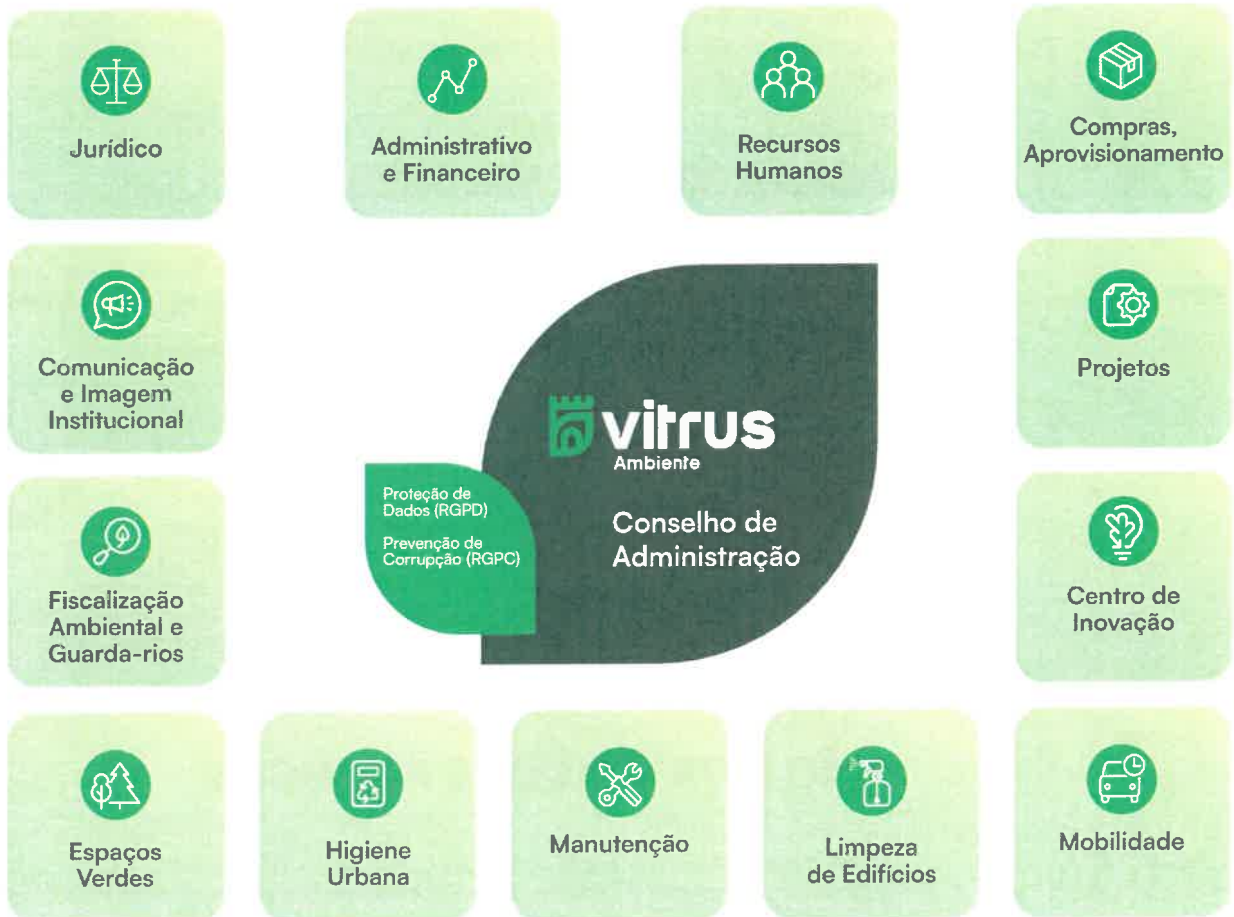 Jurídico
Administrativo
e Financeiro
Recursos
Humanos
Compras,
Aprovisionamento
Comunicação
e Imagem
Institucional
Projetos
vitrus
Ambiente
Conselho de
Administração
Proteção de
Dados (RGPD)
Prevenção de
Corrupção (RGPC)
Fiscalização
Ambiental e
Guarda-rios
Centro de
Inovação
Espaços
Verdes
Higiene
Urbana
Manutenção
Limpeza
de Edifícios
Mobilidade